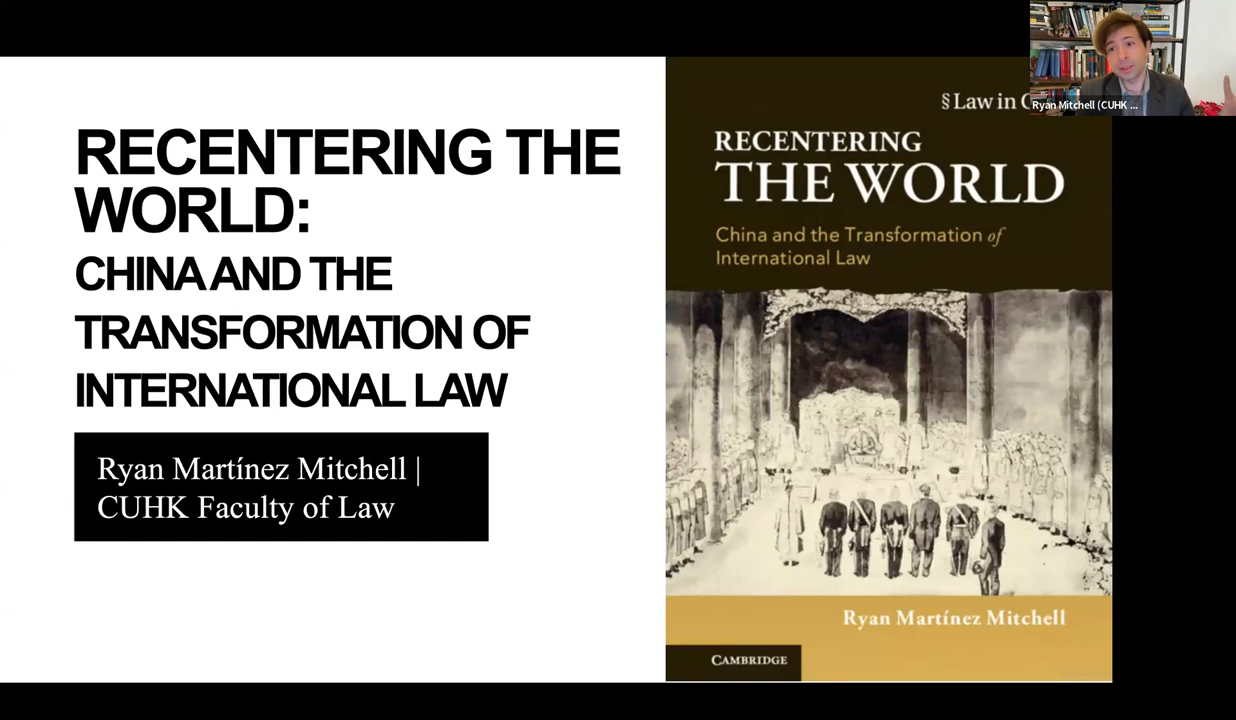 RECENTERING THE
WORLD:
CHINA AND THE
TRANSFORMATION OF
INTERNATIONAL LAW
Ryan Martínez Mitchell |
CUHK Faculty of Law
§ Law in
RECENTERING
THE WORLD
China and the Transformation of
International Law
Ryan Martínez Mitchell
CAMBRIDGE
Ryan Mitchell (CUHK ...